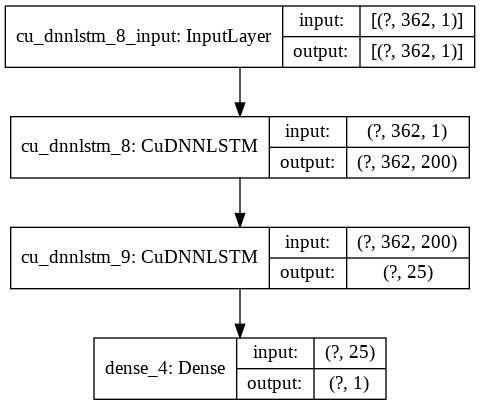 cu_dnnlstm_8_input: InputLayer
input: [(?, 362, 1)]
output: [(?, 362, 1)]
cu_dnnlstm_8: CuDNNLSTM
input: (?, 362, 1)
output: (?, 362, 200)
cu_dnnlstm_9: CuDNNLSTM
input: (?, 362, 200)
output: (?, 25)
dense_4: Dense
input: (?, 25)
output: (?, 1)